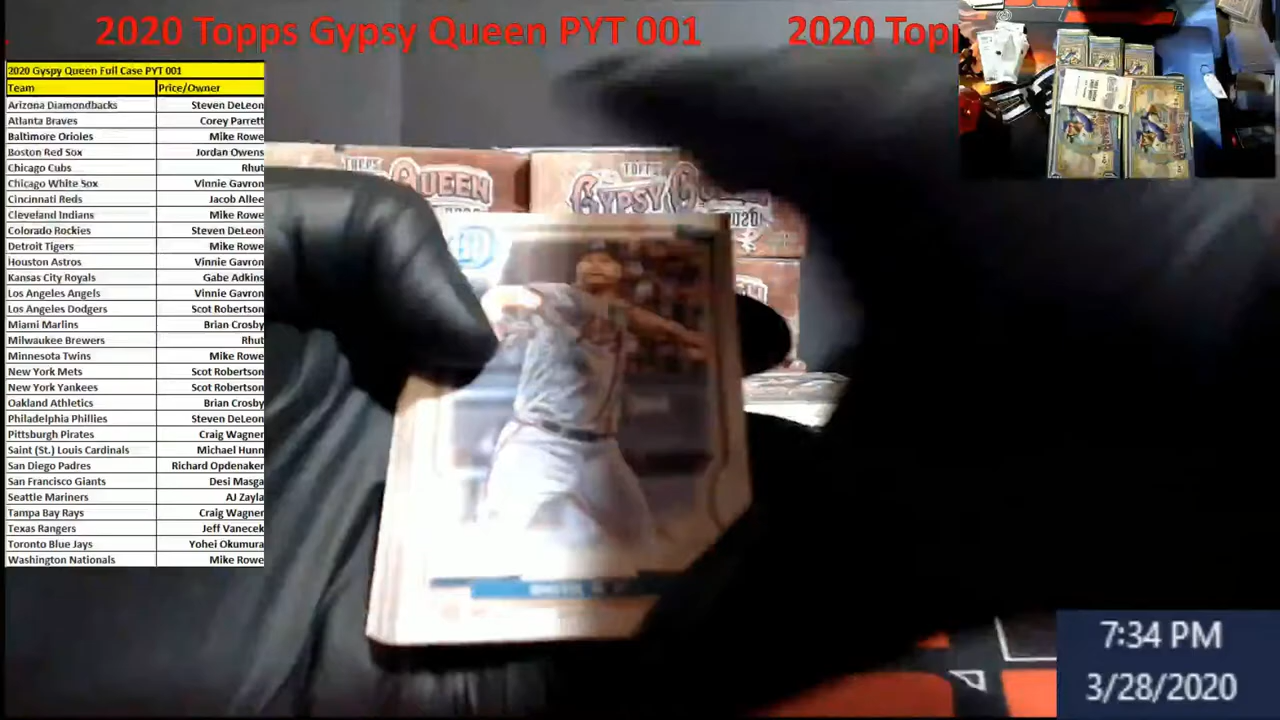 2020 Topps Gypsy Queen PYT 001 2020 Topp
2020 Gyspy Queen Full Case PYT 001
Team Price/Owner
Arizona Diamondbacks Steven DeLeon
Atlanta Braves Corey Parrett
Baltimore Orioles Mike Rowe
Boston Red Sox Jordan Owens
Chicago Cubs Rhut
Chicago White Sox Vinnie Gavron
Cincinnati Reds Jacob Allee
Cleveland Indians Mike Rowe
Colorado Rockies Steven DeLeon
Detroit Tigers Mike Rowe
Houston Astros Vinnie Gavron
Kansas City Royals Gabe Adkins
Los Angeles Angels Vinnie Gavron
Los Angeles Dodgers Scot Robertson
Miami Marlins Brian Crosby
Milwaukee Brewers Rhut
Minnesota Twins Mike Rowe
New York Mets Scot Robertson
New York Yankees Scot Robertson
Oakland Athletics Brian Crosby
Philadelphia Phillies Steven DeLeon
Pittsburgh Pirates Craig Wagner
Saint (St.) Louis Cardinals Michael Hunn
San Diego Padres Richard Opdenaker
San Francisco Giants Desi Masga
Seattle Mariners AJ Zayla
Tampa Bay Rays Craig Wagner
Texas Rangers Jeff Vanecek
Toronto Blue Jays Yohei Okumura
Washington Nationals Mike Rowe
TOPPS
QUEEN
TOPPS
GYPSY Q
2020
7:34 PM
3/28/2020